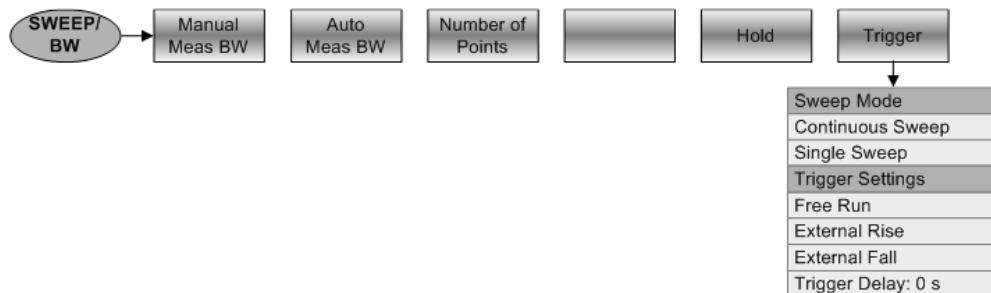 SWEEP/
BW
Manual
Meas BW
Auto
Meas BW
Number of
Points
Hold
Trigger
Sweep Mode
Continuous Sweep
Single Sweep
Trigger Settings
Free Run
External Rise
External Fall
Trigger Delay: 0 s